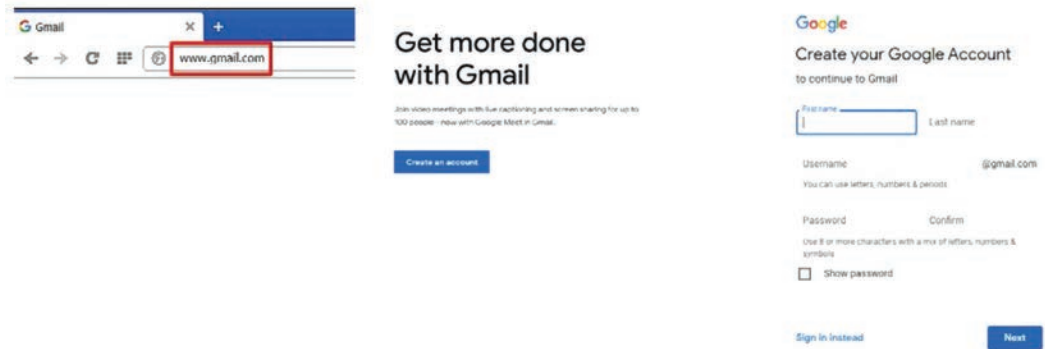 Gmail
www.gmail.com
Get more done
with Gmail
Join video meetings with live captioning and screen sharing for up to
100 people - now with Google Meet in Gmail.
Create an account
Google
Create your Google Account
to continue to Gmail
First name
Last name
Username @gmail.com
You can use letters, numbers & periods
Password Confirm
Use 8 or more characters with a mix of letters, numbers &
symbols
Show password
Sign in instead Next